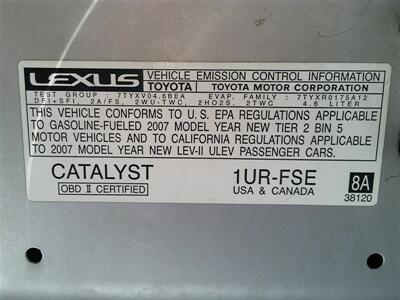 LEXUS VEHICLE EMISSION CONTROL INFORMATION
TOYOTA TOYOTA MOTOR CORPORATION
TEST GROUP : 7TYXV04.6BEA EVAP. FAMILY : 7TYXR0175A12
DFI+SFI, 2A/FS, 2WU-TWC, 2HO2S, 2TWC 4.6 LITER
THIS VEHICLE CONFORMS TO U.S. EPA REGULATIONS APPLICABLE
TO GASOLINE-FUELED 2007 MODEL YEAR NEW TIER 2 BIN 5
MOTOR VEHICLES AND TO CALIFORNIA REGULATIONS APPLICABLE
TO 2007 MODEL YEAR NEW LEV-II ULEV PASSENGER CARS.
CATALYST 1UR-FSE 8A
OBD II CERTIFIED USA & CANADA 38120